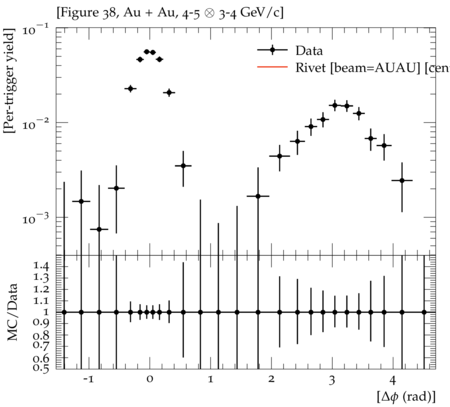 [Figure 38, Au + Au, 4-5 ⊗ 3-4 GeV/c]
[Per-trigger yield]
10⁻¹
10⁻²
10⁻³
Data
Rivet [beam=AUAU] [cen
MC/Data
1.4
1.3
1.2
1.1
1
0.9
0.8
0.7
0.6
0.5
-1 0 1 2 3 4
[Δϕ (rad)]